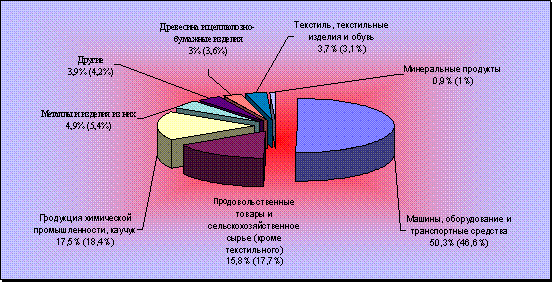 Древесина ицеллюлозно-
бумажные изделия
3% (3,6%)
Текстиль, текстильные
изделия и обувь
3,7% (3,1%)
Другие
3,9% (4,2%)
Минеральные продукты
0,9% (1%)
Металлы и изделия из них
4,9% (5,4%)
Продукция химической
промышленности, каучук
17,5% (18,4%)
Продовольственные
товары и
сельскохозяйственное
сырье (кроме
текстильного)
15,8% (17,7%)
Машины, оборудование и
транспортные средства
50,3% (46,6%)